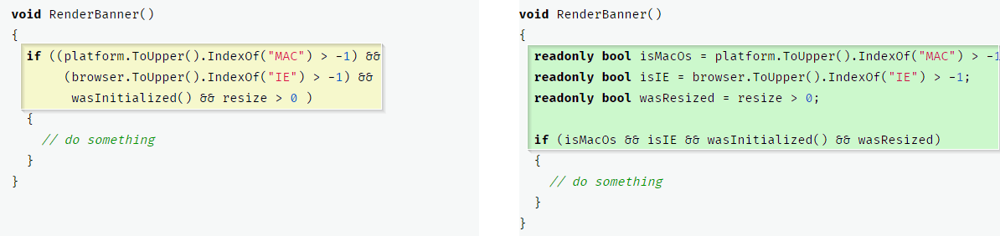 void RenderBanner()
{
if ((platform.ToUpper().IndexOf("MAC") > -1) &&
(browser.ToUpper().IndexOf("IE") > -1) &&
wasInitialized() && resize > 0 )
{
// do something
}
}
void RenderBanner()
{
readonly bool isMacOs = platform.ToUpper().IndexOf("MAC") > -1
readonly bool isIE = browser.ToUpper().IndexOf("IE") > -1;
readonly bool wasResized = resize > 0;
if (isMacOs && isIE && wasInitialized() && wasResized)
{
// do something
}
}